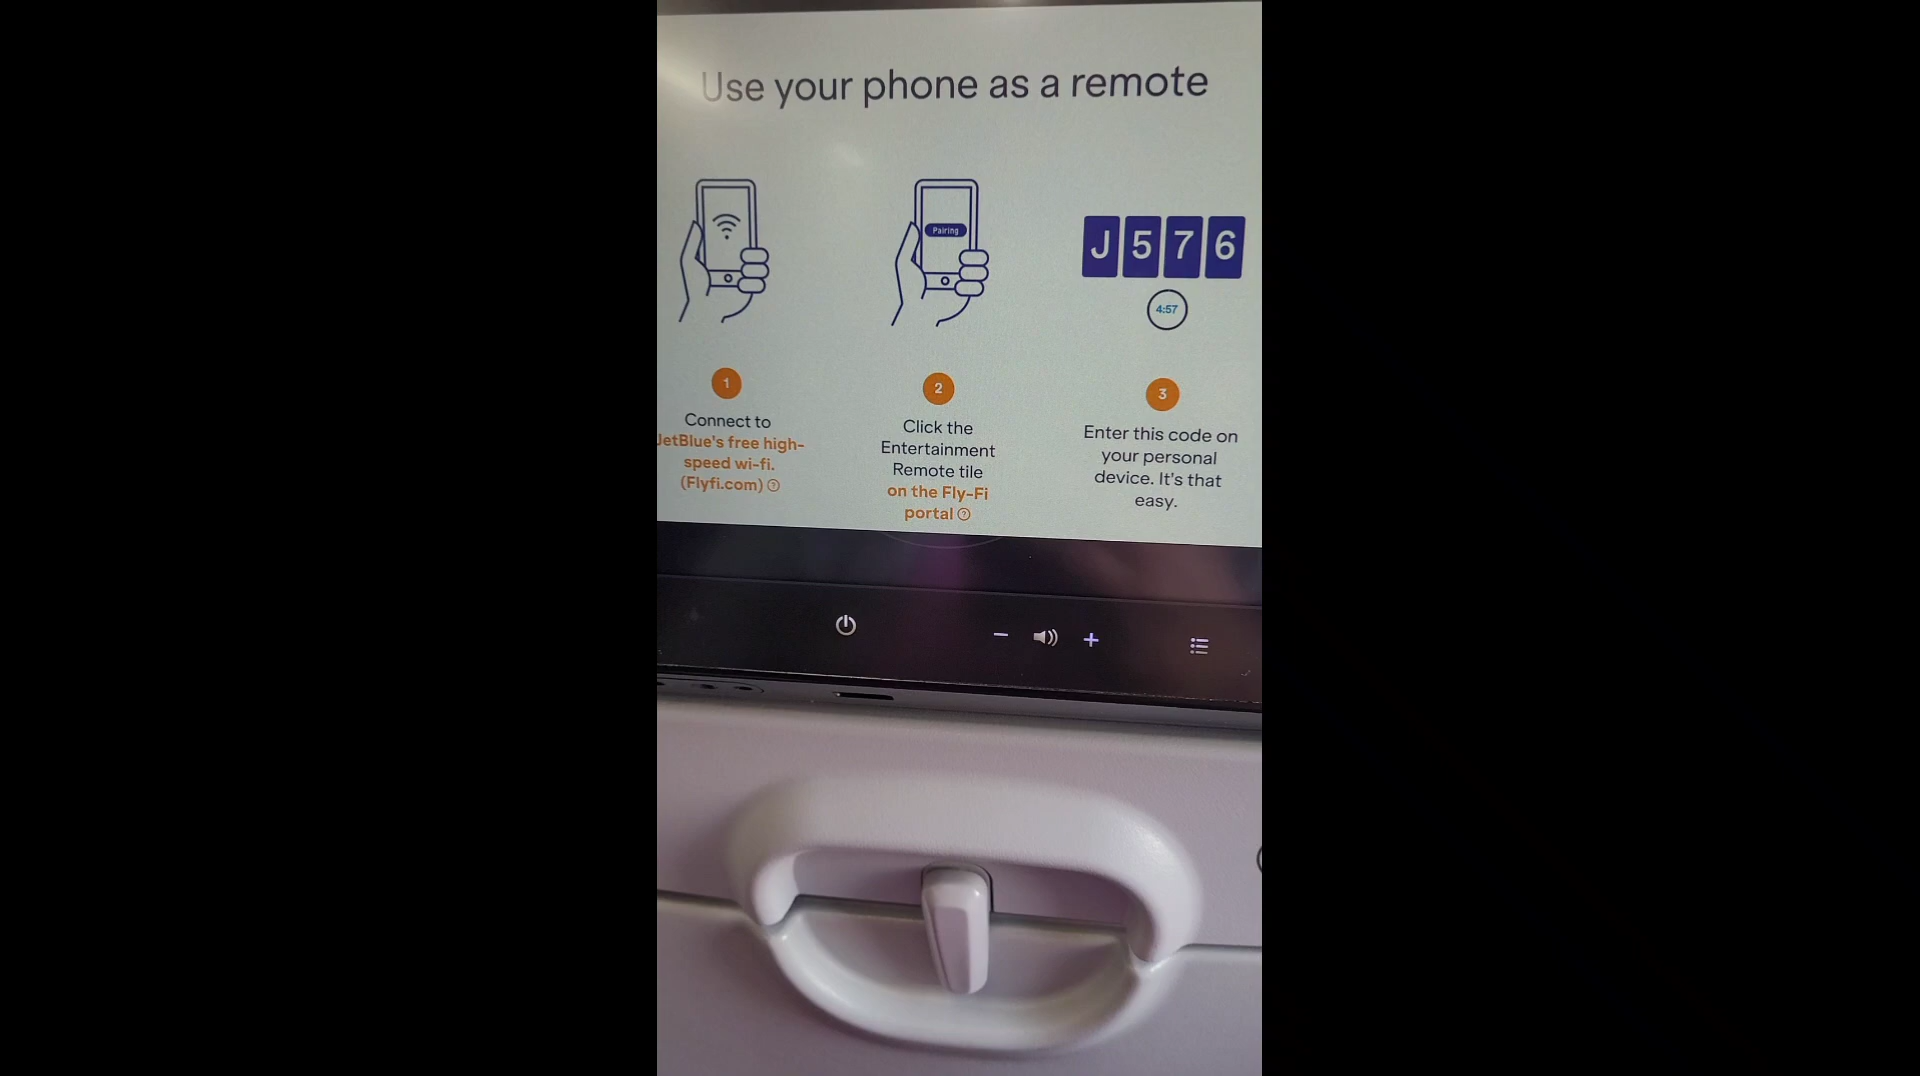 Use your phone as a remote
Pairing
J576
4:57
1
Connect to
JetBlue's free high-
speed wi-fi.
(Flyfi.com) ?
2
Click the
Entertainment
Remote tile
on the Fly-Fi
portal ?
3
Enter this code on
your personal
device. It's that
easy.